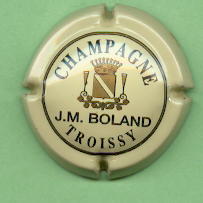 CHAMPAGNE
J.M. BOLAND
TROISSY